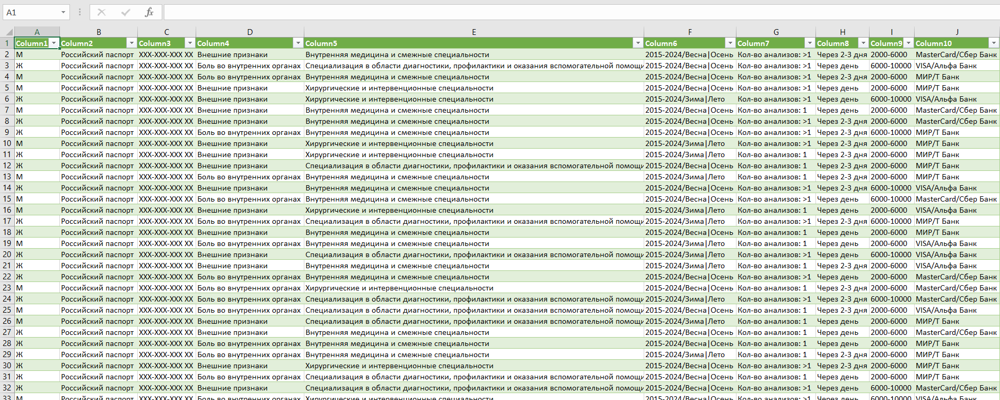 A1
fx
A B C D E F G H I J
1 Column1 Column2 Column3 Column4 Column5 Column6 Column7 Column8 Column9 Column10
2 М Российский паспорт XXX-XXX-XXX XX Внешние признаки Внутренняя медицина и смежные специальности 2015-2024/Весна|Осень Кол-во анализов: >1 Через 2-3 дня 2000-6000 MasterCard/Сбер Банк
3 Ж Российский паспорт XXX-XXX-XXX XX Боль во внутренних органах Специализация в области диагностики, профилактики и оказания вспомогательной помощи 2015-2024/Весна|Осень Кол-во анализов: >1 Через день 6000-10000 VISA/Альфа Банк
4 М Российский паспорт XXX-XXX-XXX XX Боль во внутренних органах Внутренняя медицина и смежные специальности 2015-2024/Весна|Осень Кол-во анализов: >1 Через 2-3 дня 2000-6000 МИР/Т Банк
5 М Российский паспорт XXX-XXX-XXX XX Внешние признаки Хирургические и интервенционные специальности 2015-2024/Весна|Осень Кол-во анализов: >1 Через день 2000-6000 МИР/Т Банк
6 Ж Российский паспорт XXX-XXX-XXX XX Внешние признаки Хирургические и интервенционные специальности 2015-2024/Зима|Лето Кол-во анализов: >1 Через день 6000-10000 VISA/Альфа Банк
7 М Российский паспорт XXX-XXX-XXX XX Внешние признаки Внутренняя медицина и смежные специальности 2015-2024/Весна|Осень Кол-во анализов: 1 Через день 2000-6000 MasterCard/Сбер Банк
8 Ж Российский паспорт XXX-XXX-XXX XX Внешние признаки Внутренняя медицина и смежные специальности 2015-2024/Весна|Осень Кол-во анализов: >1 Через 2-3 дня 2000-6000 MasterCard/Сбер Банк
9 Ж Российский паспорт XXX-XXX-XXX XX Боль во внутренних органах Внутренняя медицина и смежные специальности 2015-2024/Весна|Осень Кол-во анализов: >1 Через 2-3 дня 6000-10000 МИР/Т Банк
10 М Российский паспорт XXX-XXX-XXX XX Внешние признаки Хирургические и интервенционные специальности 2015-2024/Зима|Лето Кол-во анализов: >1 Через 2-3 дня 2000-6000 МИР/Т Банк
11 Ж Российский паспорт XXX-XXX-XXX XX Внешние признаки Хирургические и интервенционные специальности 2015-2024/Зима|Лето Кол-во анализов: 1 Через 2-3 дня 2000-6000 МИР/Т Банк
12 Ж Российский паспорт XXX-XXX-XXX XX Внешние признаки Специализация в области диагностики, профилактики и оказания вспомогательной помощи 2015-2024/Зима|Лето Кол-во анализов: 1 Через 2-3 дня 2000-6000 МИР/Т Банк
13 М Российский паспорт XXX-XXX-XXX XX Боль во внутренних органах Внутренняя медицина и смежные специальности 2015-2024/Зима|Лето Кол-во анализов: 1 Через 2-3 дня 2000-6000 МИР/Т Банк
14 Ж Российский паспорт XXX-XXX-XXX XX Внешние признаки Внутренняя медицина и смежные специальности 2015-2024/Весна|Осень Кол-во анализов: >1 Через 2-3 дня 6000-10000 VISA/Альфа Банк
15 М Российский паспорт XXX-XXX-XXX XX Боль во внутренних органах Внутренняя медицина и смежные специальности 2015-2024/Весна|Осень Кол-во анализов: >1 Через день 6000-10000 MasterCard/Сбер Банк
16 М Российский паспорт XXX-XXX-XXX XX Внешние признаки Хирургические и интервенционные специальности 2015-2024/Зима|Лето Кол-во анализов: 1 Через день 2000-6000 VISA/Альфа Банк
17 Ж Российский паспорт XXX-XXX-XXX XX Боль во внутренних органах Специализация в области диагностики, профилактики и оказания вспомогательной помощи 2015-2024/Зима|Лето Кол-во анализов: >1 Через 2-3 дня 6000-10000 МИР/Т Банк
18 Ж Российский паспорт XXX-XXX-XXX XX Внешние признаки Внутренняя медицина и смежные специальности 2015-2024/Весна|Осень Кол-во анализов: 1 Через день 2000-6000 МИР/Т Банк
19 М Российский паспорт XXX-XXX-XXX XX Боль во внутренних органах Внутренняя медицина и смежные специальности 2015-2024/Зима|Лето Кол-во анализов: 1 Через день 2000-6000 VISA/Альфа Банк
20 Ж Российский паспорт XXX-XXX-XXX XX Внешние признаки Специализация в области диагностики, профилактики и оказания вспомогательной помощи 2015-2024/Зима|Лето Кол-во анализов: >1 Через день 6000-10000 VISA/Альфа Банк
21 Ж Российский паспорт XXX-XXX-XXX XX Внешние признаки Внутренняя медицина и смежные специальности 2015-2024/Зима|Лето Кол-во анализов: 1 Через 2-3 дня 2000-6000 VISA/Альфа Банк
22 Ж Российский паспорт XXX-XXX-XXX XX Боль во внутренних органах Внутренняя медицина и смежные специальности 2015-2024/Весна|Осень Кол-во анализов: >1 Через день 2000-6000 MasterCard/Сбер Банк
23 М Российский паспорт XXX-XXX-XXX XX Боль во внутренних органах Хирургические и интервенционные специальности 2015-2024/Весна|Осень Кол-во анализов: 1 Через 2-3 дня 2000-6000 MasterCard/Сбер Банк
24 Ж Российский паспорт XXX-XXX-XXX XX Боль во внутренних органах Специализация в области диагностики, профилактики и оказания вспомогательной помощи 2015-2024/Зима|Лето Кол-во анализов: >1 Через 2-3 дня 6000-10000 MasterCard/Сбер Банк
25 М Российский паспорт XXX-XXX-XXX XX Боль во внутренних органах Специализация в области диагностики, профилактики и оказания вспомогательной помощи 2015-2024/Весна|Осень Кол-во анализов: 1 Через 2-3 дня 2000-6000 VISA/Альфа Банк
26 М Российский паспорт XXX-XXX-XXX XX Внешние признаки Специализация в области диагностики, профилактики и оказания вспомогательной помощи 2015-2024/Зима|Лето Кол-во анализов: 1 Через день 2000-6000 МИР/Т Банк
27 Ж Российский паспорт XXX-XXX-XXX XX Внешние признаки Внутренняя медицина и смежные специальности 2015-2024/Весна|Осень Кол-во анализов: 1 Через день 2000-6000 MasterCard/Сбер Банк
28 Ж Российский паспорт XXX-XXX-XXX XX Боль во внутренних органах Внутренняя медицина и смежные специальности 2015-2024/Весна|Осень Кол-во анализов: 1 Через день 2000-6000 МИР/Т Банк
29 Ж Российский паспорт XXX-XXX-XXX XX Боль во внутренних органах Внутренняя медицина и смежные специальности 2015-2024/Зима|Лето Кол-во анализов: 1 Через 2-3 дня 2000-6000 МИР/Т Банк
30 Ж Российский паспорт XXX-XXX-XXX XX Внешние признаки Хирургические и интервенционные специальности 2015-2024/Весна|Осень Кол-во анализов: >1 Через 2-3 дня 2000-6000 МИР/Т Банк
31 Ж Российский паспорт XXX-XXX-XXX XX Боль во внутренних органах Специализация в области диагностики, профилактики и оказания вспомогательной помощи 2015-2024/Весна|Осень Кол-во анализов: 1 Через день 2000-6000 МИР/Т Банк
32 Ж Российский паспорт XXX-XXX-XXX XX Внешние признаки Специализация в области диагностики, профилактики и оказания вспомогательной помощи 2015-2024/Весна|Осень Кол-во анализов: >1 Через день 2000-6000 MasterCard/Сбер Банк
33 М Российский паспорт XXX-XXX-XXX XX Боль во внутренних органах Хирургические и интервенционные специальности 2015-2024/Весна|Осень Кол-во анализов: >1 Через день 6000-10000 VISA/Альфа Банк